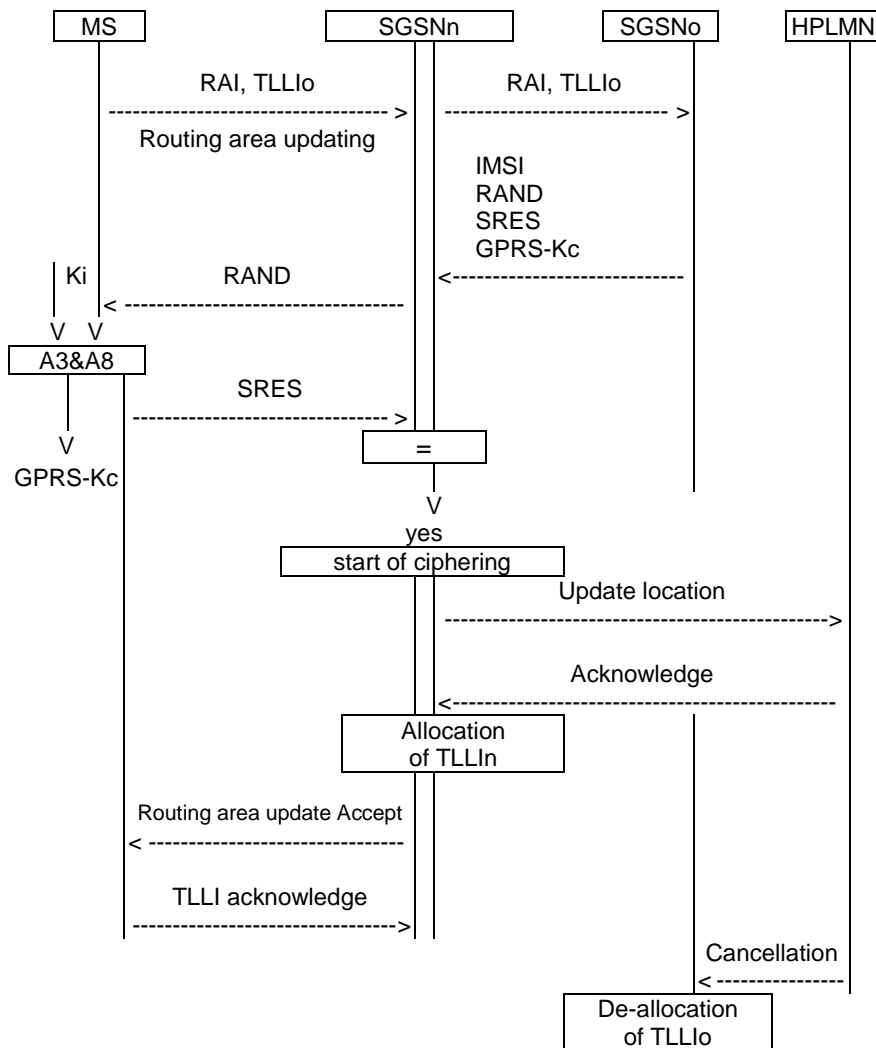 MS SGSNn SGSNo HPLMN
RAI, TLLIo RAI, TLLIo
------------------------------ > ------------------------- >
Routing area updating
IMSI
RAND
SRES
GPRS-Kc
Ki RAND <-------------------------
< ---------------------------
V V
A3&A8
SRES
--------------------------- >
V =
GPRS-Kc
V
yes
start of ciphering
Update location
---------------------------------------->
Acknowledge
<----------------------------------------
Allocation
of TLLIn
Routing area update Accept
< ---------------------------
TLLI acknowledge
----------------------------->
Cancellation
< --------------
De-allocation
of TLLIo